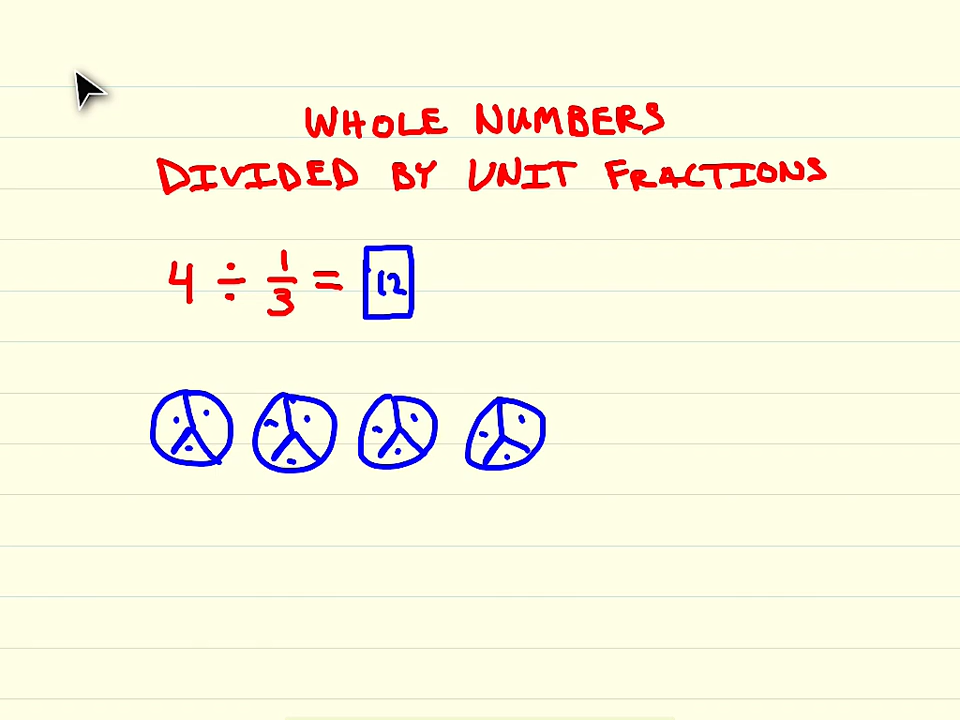 WHOLE NUMBERS
DIVIDED BY UNIT FRACTIONS
4 ÷ 1/3 = 12